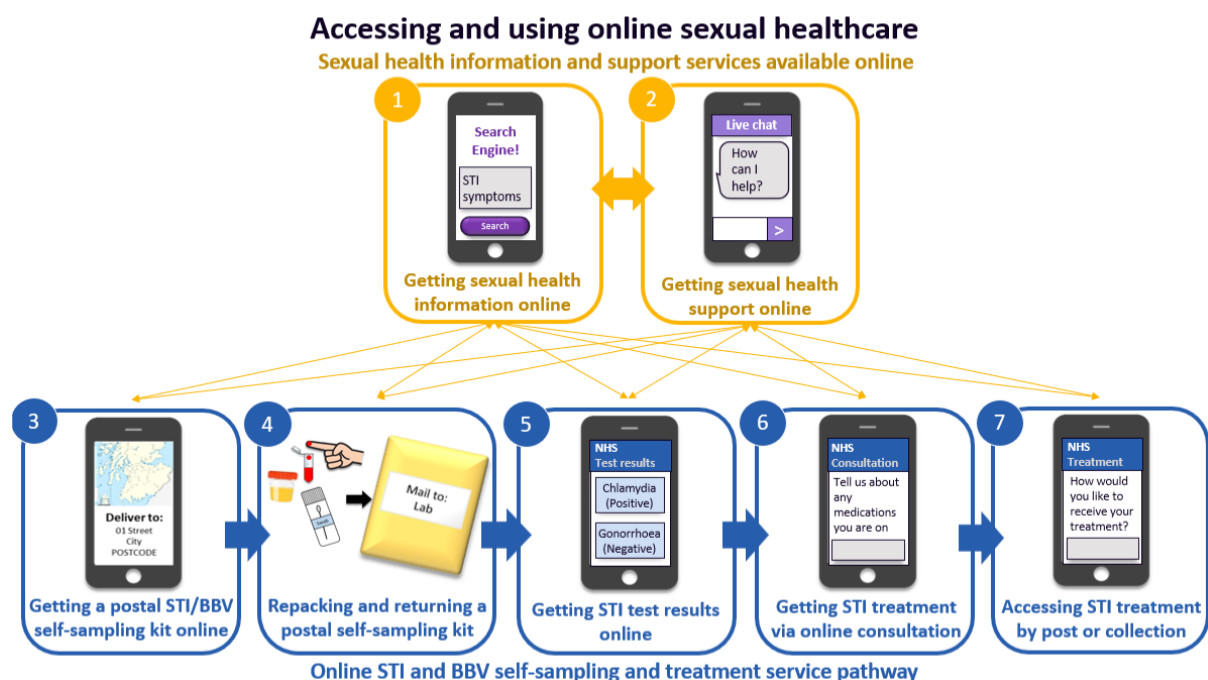 Accessing and using online sexual healthcare
Sexual health information and support services available online
1
Search
Engine!
STI
symptoms
Search
Getting sexual health
information online
2
Live chat
How
can I
help?
>
Getting sexual health
support online
3
Deliver to:
01 Street
City
POSTCODE
Getting a postal STI/BBV
self-sampling kit online
4
Mail to:
Lab
Repacking and returning a
postal self-sampling kit
5
NHS
Test results
Chlamydia
(Positive)
Gonorrhoea
(Negative)
Getting STI test results
online
6
NHS
Consultation
Tell us about
any
medications
you are on
Getting STI treatment
via online consultation
7
NHS
Treatment
How would
you like to
receive your
treatment?
Accessing STI treatment
by post or collection
Online STI and BBV self-sampling and treatment service pathway